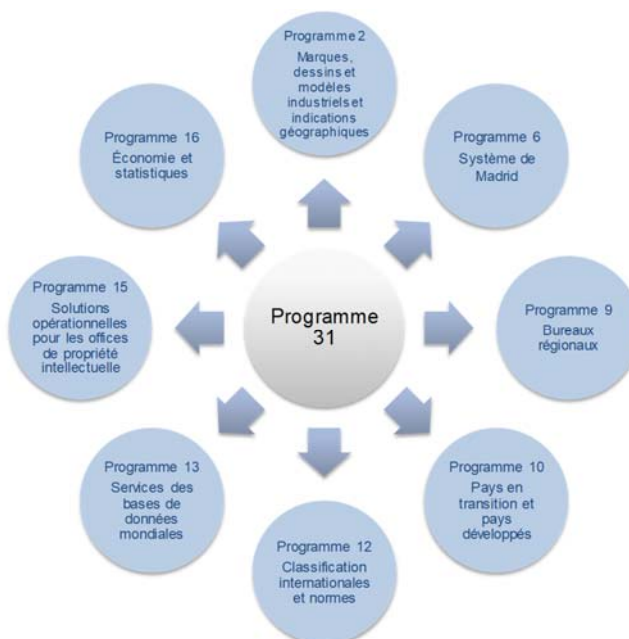 Programme 2
Marques,
dessins et
modèles
industriels et
indications
géographiques
Programme 16
Économie et
statistiques
Programme 6
Système de
Madrid
Programme 15
Solutions
opérationnelles
pour les offices
de propriété
intellectuelle
Programme
31
Programme 9
Bureaux
régionaux
Programme 13
Services des
bases de
données
mondiales
Programme 10
Pays en
transition et
pays
développés
Programme 12
Classification
internationales
et normes